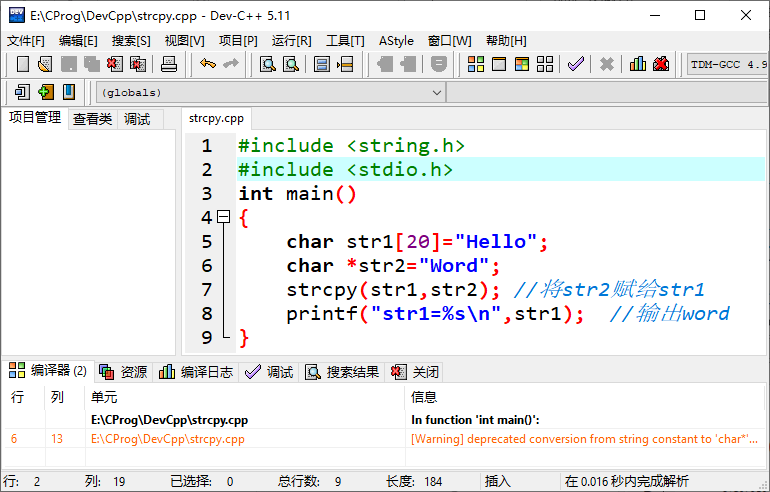 E:\CProg\DevCpp\strcpy.cpp - Dev-C++ 5.11
文件[F] 编辑[E] 搜索[S] 视图[V] 项目[P] 运行[R] 工具[T] AStyle 窗口[W] 帮助[H]
TDM-GCC 4.9
(globals)
项目管理 查看类 调试 strcpy.cpp
1 #include <string.h>
2 #include <stdio.h>
3 int main()
4 {
5 char str1[20]="Hello";
6 char *str2="Word";
7 strcpy(str1,str2); //将str2赋给str1
8 printf("str1=%s\n",str1); //输出word
9 }
编译器 (2) 资源 编译日志 调试 搜索结果 关闭
行 列 单元 信息
E:\CProg\DevCpp\strcpy.cpp In function 'int main()':
6 13 E:\CProg\DevCpp\strcpy.cpp [Warning] deprecated conversion from string constant to 'char*',...
行: 2 列: 19 已选择: 0 总行数: 9 长度: 184 插入 在 0.016 秒内完成解析